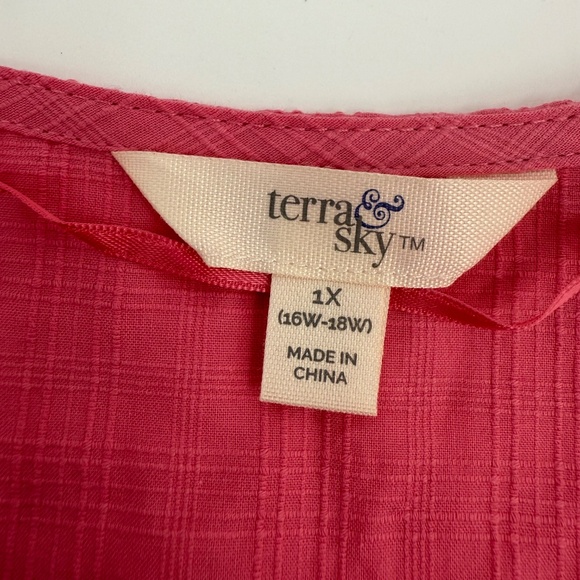 terra &
sky™
1X
(16W-18W)
MADE IN
CHINA